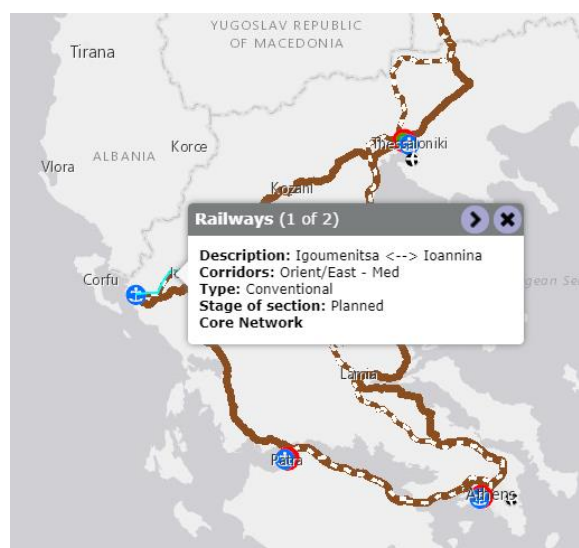 YUGOSLAV REPUBLIC
OF MACEDONIA
Tirana
Korce
Thessaloniki
Vlora
ALBANIA
Kozani
Railways (1 of 2)
Description: Igoumenitsa <--> Ioannina
Corridors: Orient/East - Med
Type: Conventional
Stage of section: Planned
Core Network
Corfu
Lamia
Patra
Athens